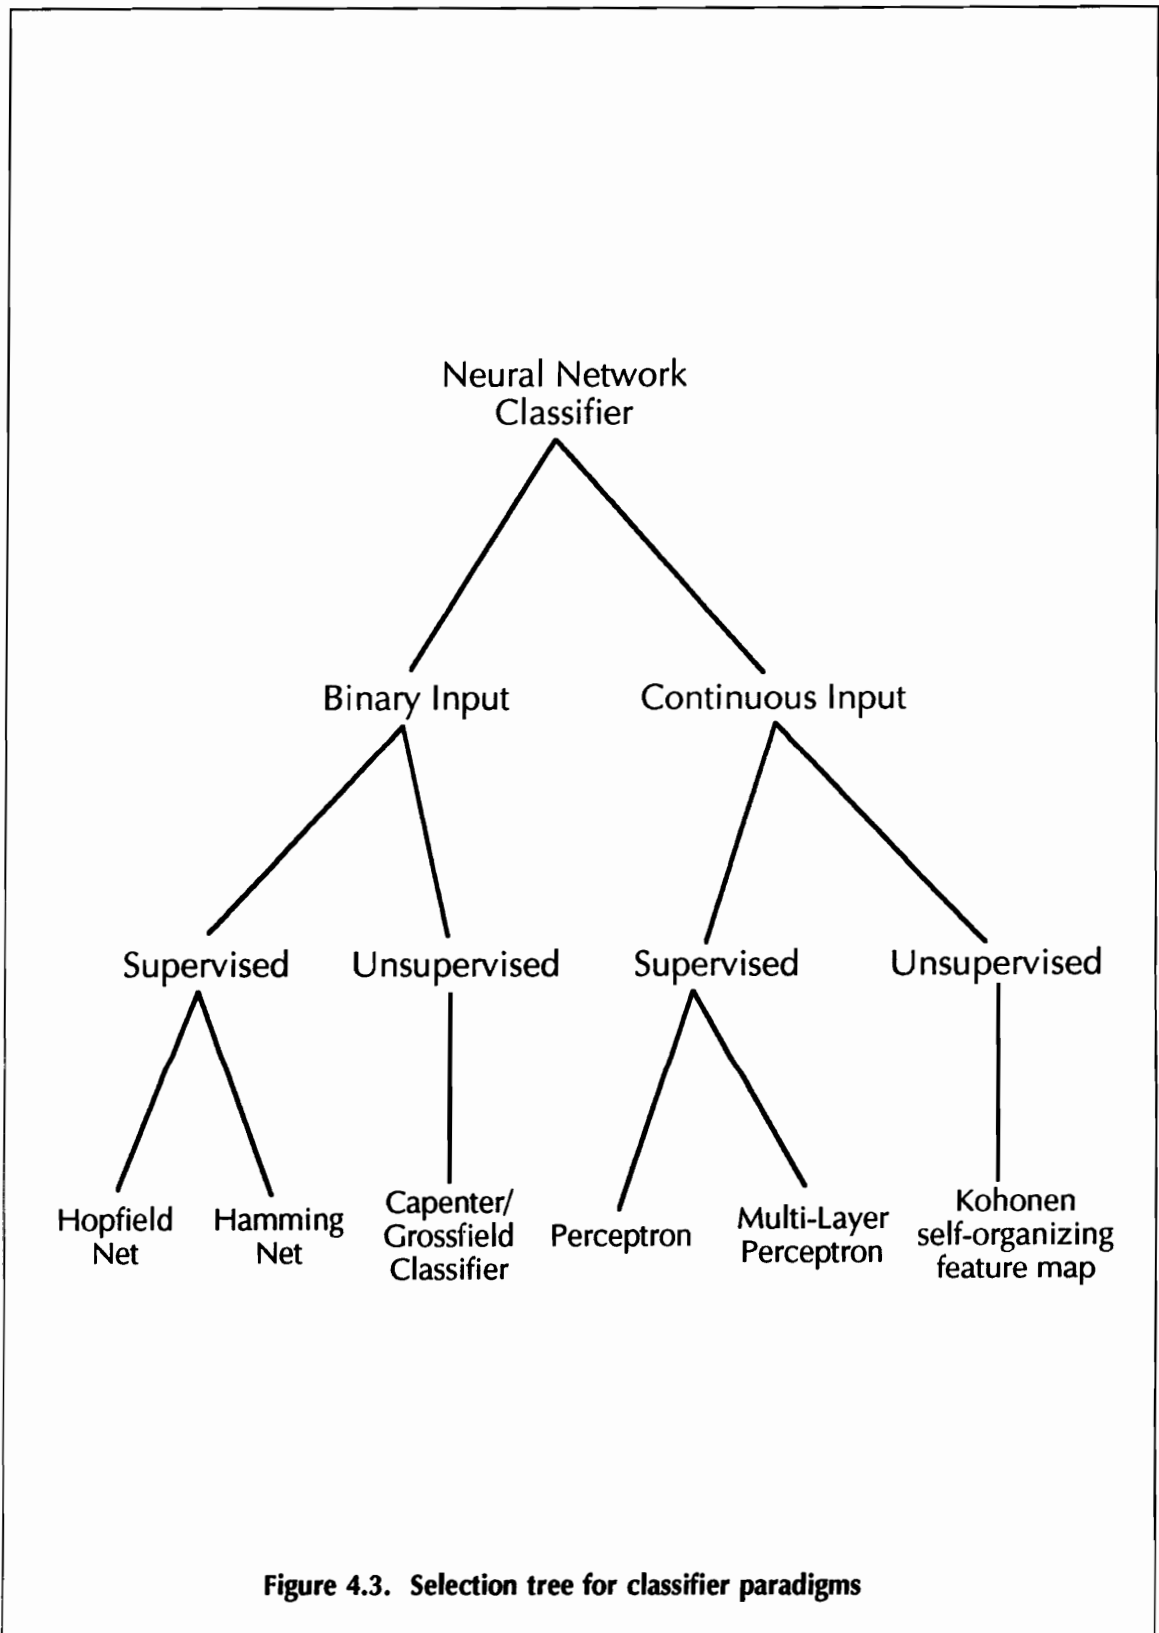 Neural Network
Classifier
Binary Input
Continuous Input
Supervised
Unsupervised
Supervised
Unsupervised
Hopfield
Net
Hamming
Net
Capenter/
Grossfield
Classifier
Perceptron
Multi-Layer
Perceptron
Kohonen
self-organizing
feature map
Figure 4.3. Selection tree for classifier paradigms